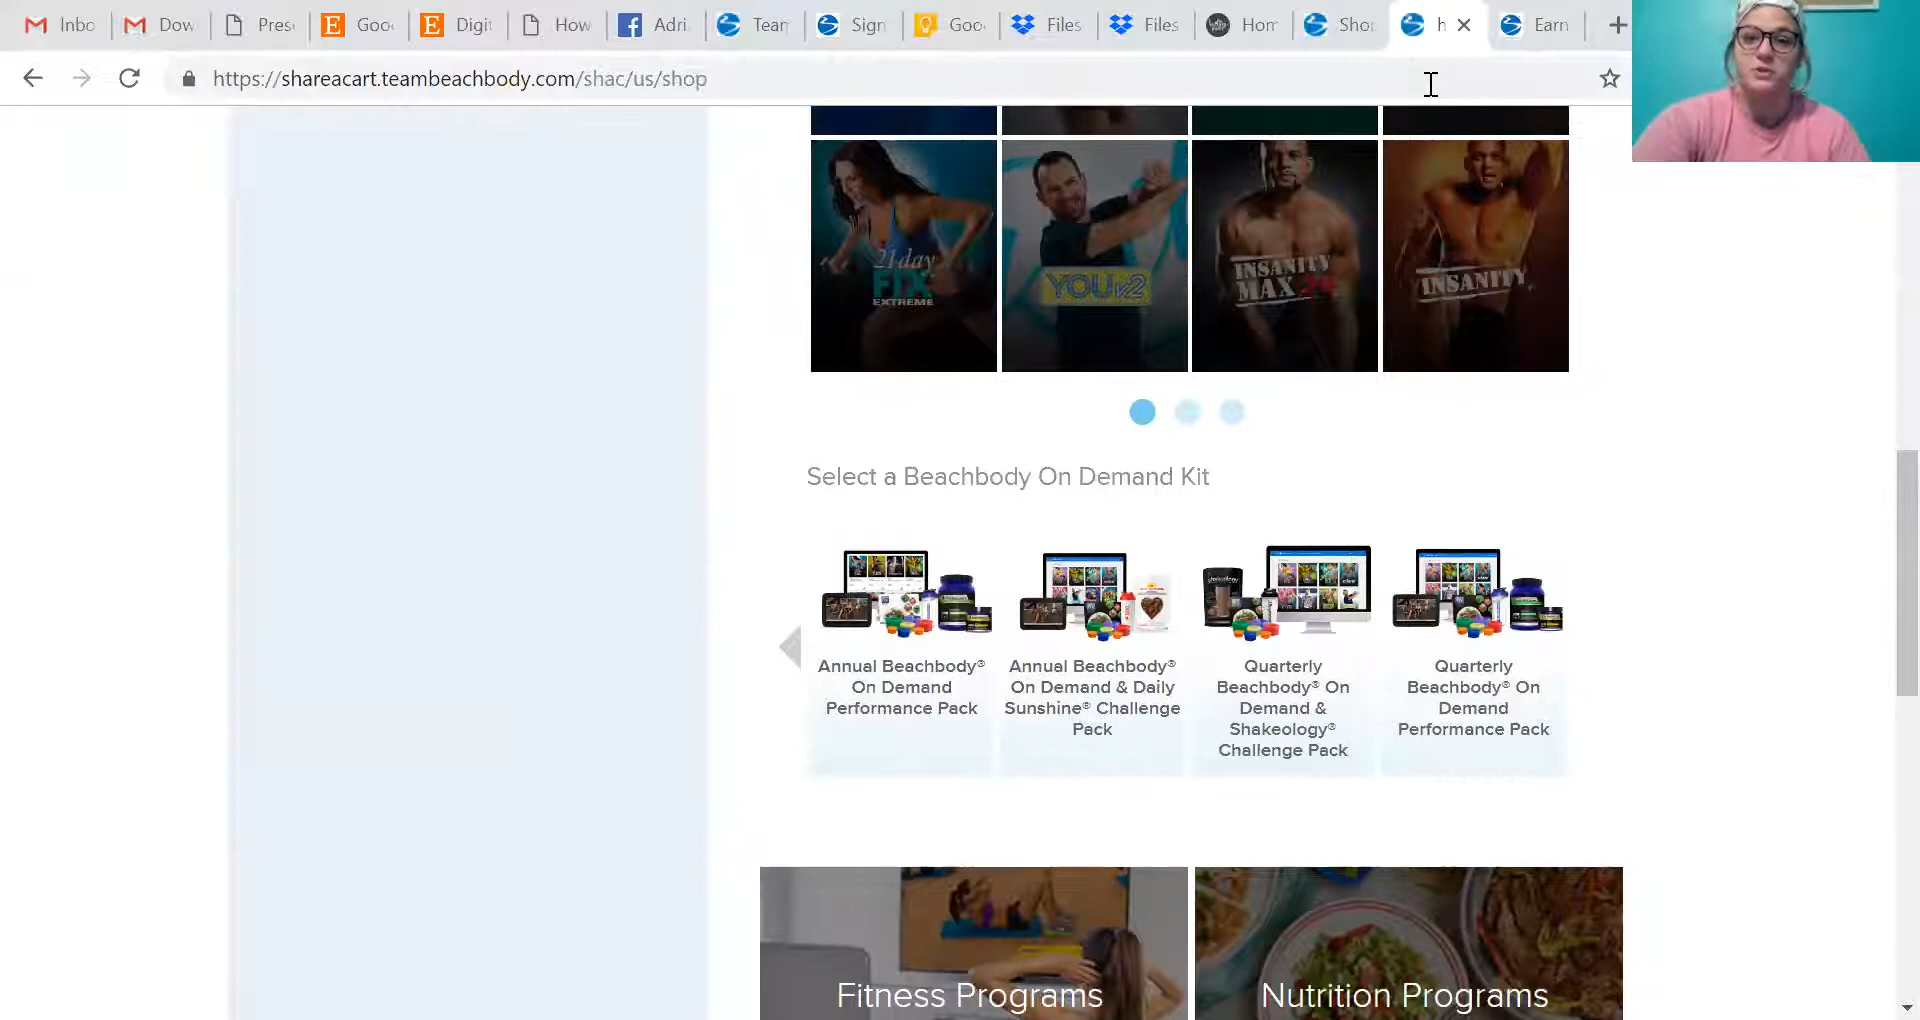 Inbo
Dow
Pres
Goo
Digit
How
Adri
Tean
Sign
Goo
Files
Files
Hom
Sho
h
Earn
https://shareacart.teambeachbody.com/shac/us/shop
21 day
FIX
EXTREME
YOUv2
INSANITY
MAX:30
INSANITY
Select a Beachbody On Demand Kit
Annual Beachbody®
On Demand
Performance Pack
Annual Beachbody®
On Demand & Daily
Sunshine® Challenge
Pack
Quarterly
Beachbody® On
Demand &
Shakeology®
Challenge Pack
Quarterly
Beachbody® On
Demand
Performance Pack
Fitness Programs
Nutrition Programs